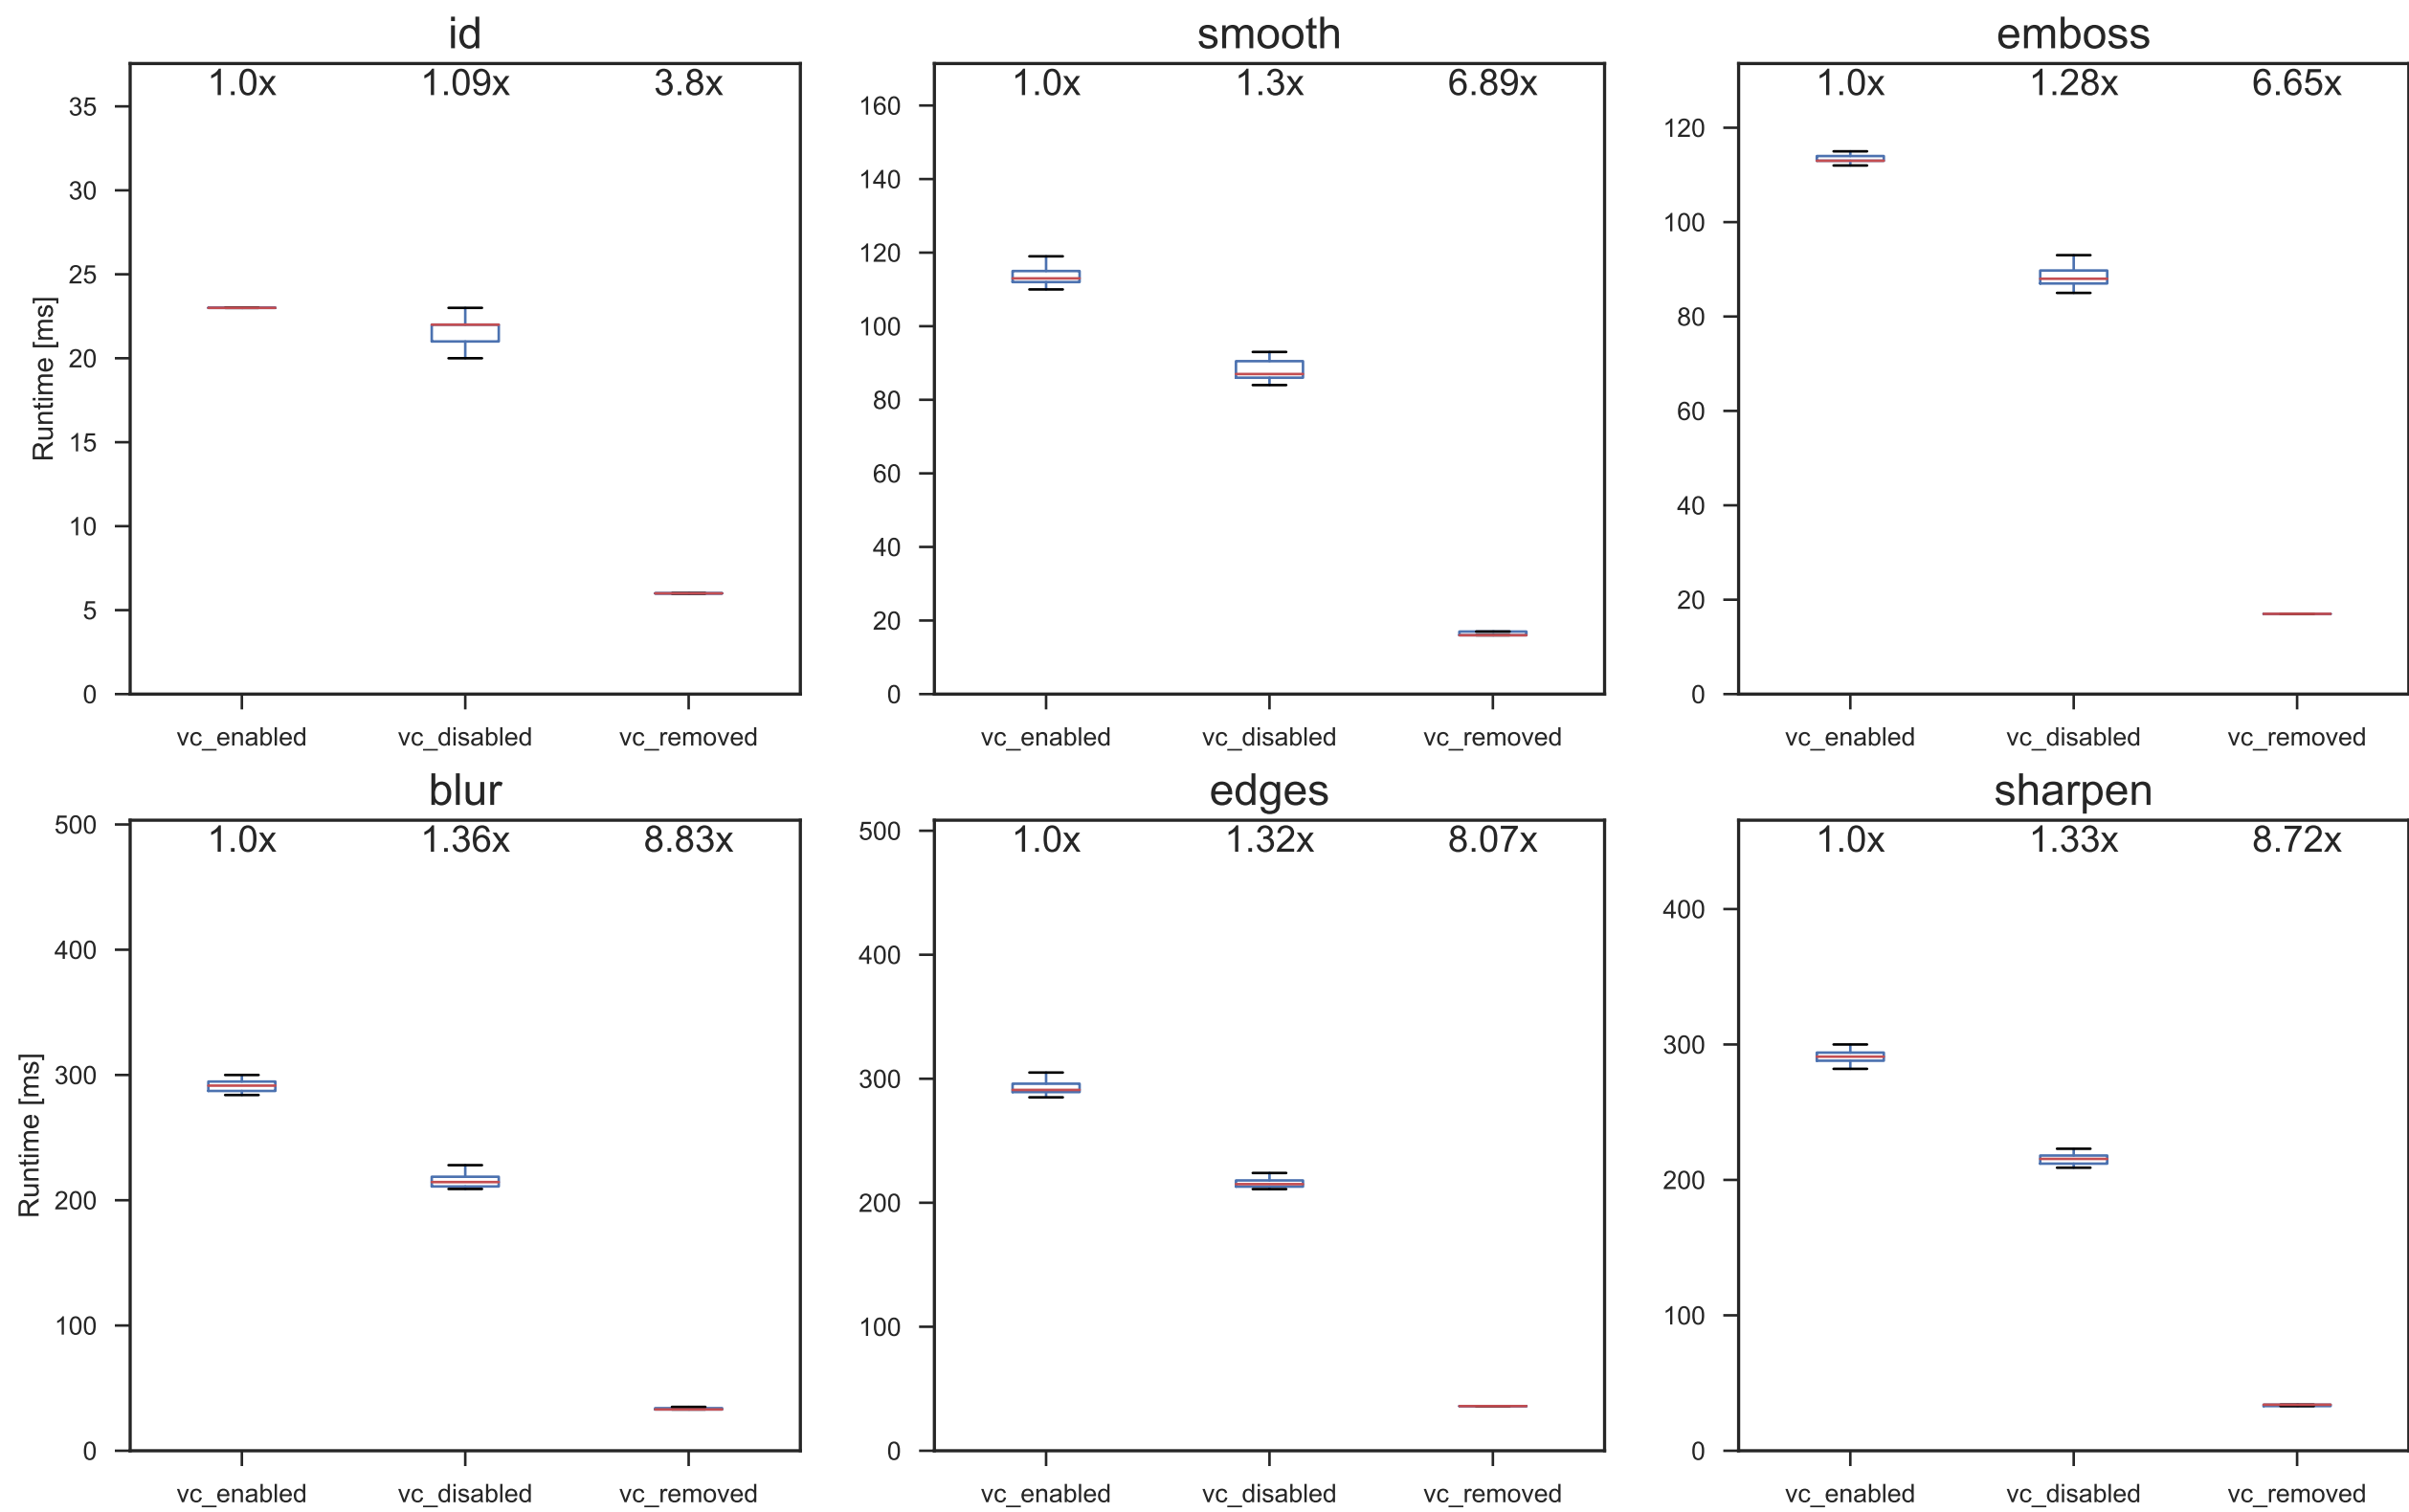 id
1.0x 1.09x 3.8x
35
30
25
20
15
10
5
0
Runtime [ms]
vc_enabled vc_disabled vc_removed
smooth
1.0x 1.3x 6.89x
160
140
120
100
80
60
40
20
0
vc_enabled vc_disabled vc_removed
emboss
1.0x 1.28x 6.65x
120
100
80
60
40
20
0
vc_enabled vc_disabled vc_removed
blur
1.0x 1.36x 8.83x
500
400
300
200
100
0
Runtime [ms]
vc_enabled vc_disabled vc_removed
edges
1.0x 1.32x 8.07x
500
400
300
200
100
0
vc_enabled vc_disabled vc_removed
sharpen
1.0x 1.33x 8.72x
400
300
200
100
0
vc_enabled vc_disabled vc_removed